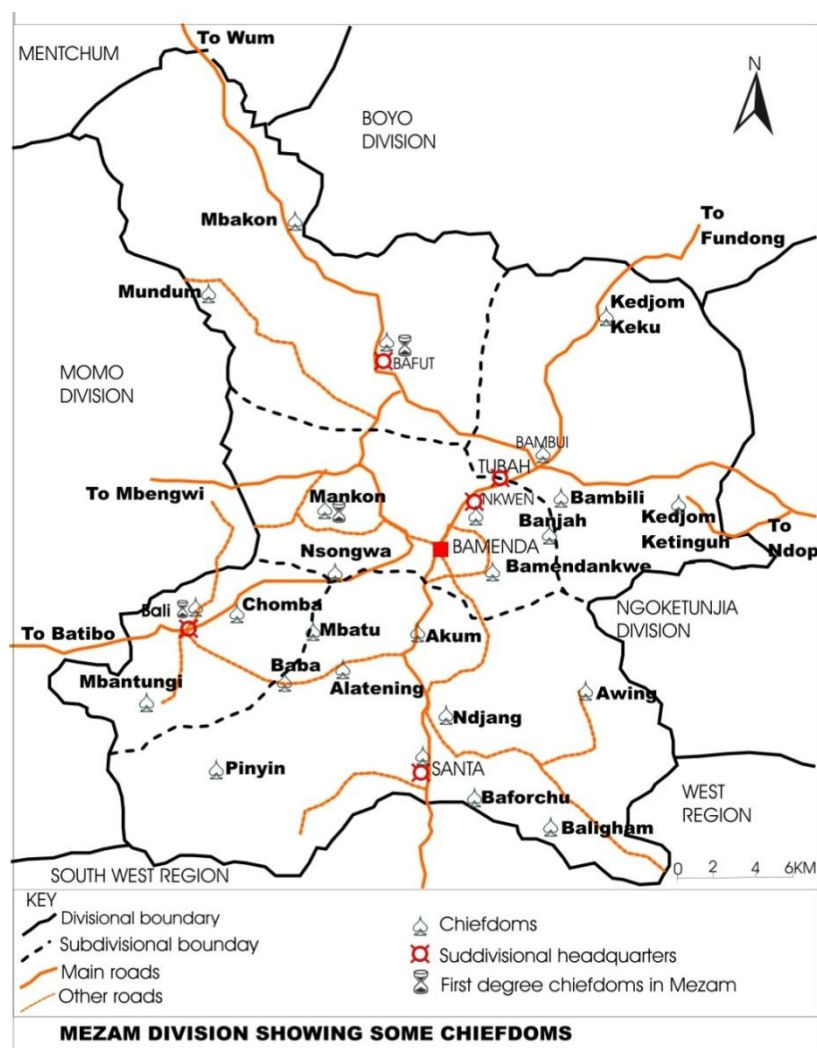 To Wum
MENTCHUM
N
BOYO
DIVISION
To
Fundong
Mbakon
Mundum
Kedjom
Keku
BAFUT
MOMO
DIVISION
BAMBUI
TUBAH
To Mbengwi
Mankon
NKWEN
Bambili
Kedjom
Ketinguh
Banjah
To
Ndop
BAMENDA
Nsongwa
Bamendankwe
Bali
Chomba
NGOKETUNJIA
DIVISION
To Batibo
Mbatu
Akum
Baba
Mbantungi
Alatening
Awing
Ndjang
Pinyin
SANTA
Baforchu
WEST
REGION
Baligham
SOUTH WEST REGION
0 2 4 6KM
KEY
Divisional boundary
Subdivisional bounday
Main roads
Other roads
Chiefdoms
Suddivisional headquarters
First degree chiefdoms in Mezam
MEZAM DIVISION SHOWING SOME CHIEFDOMS